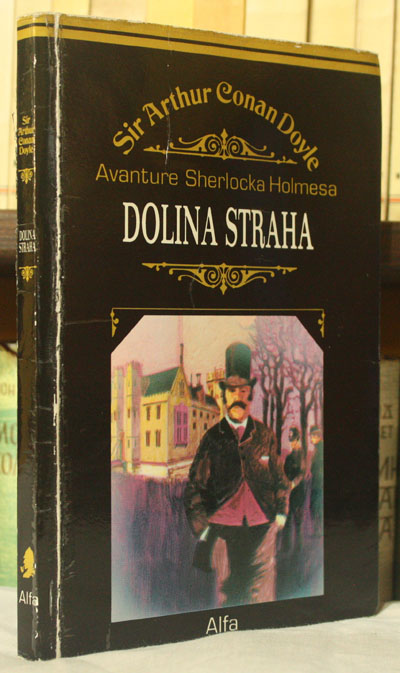 Sir Arthur Conan Doyle
Avanture Sherlocka Holmesa
DOLINA STRAHA
Alfa
Sir
Arthur
Conan
Doyle
DOLINA
STRAHA
Alfa